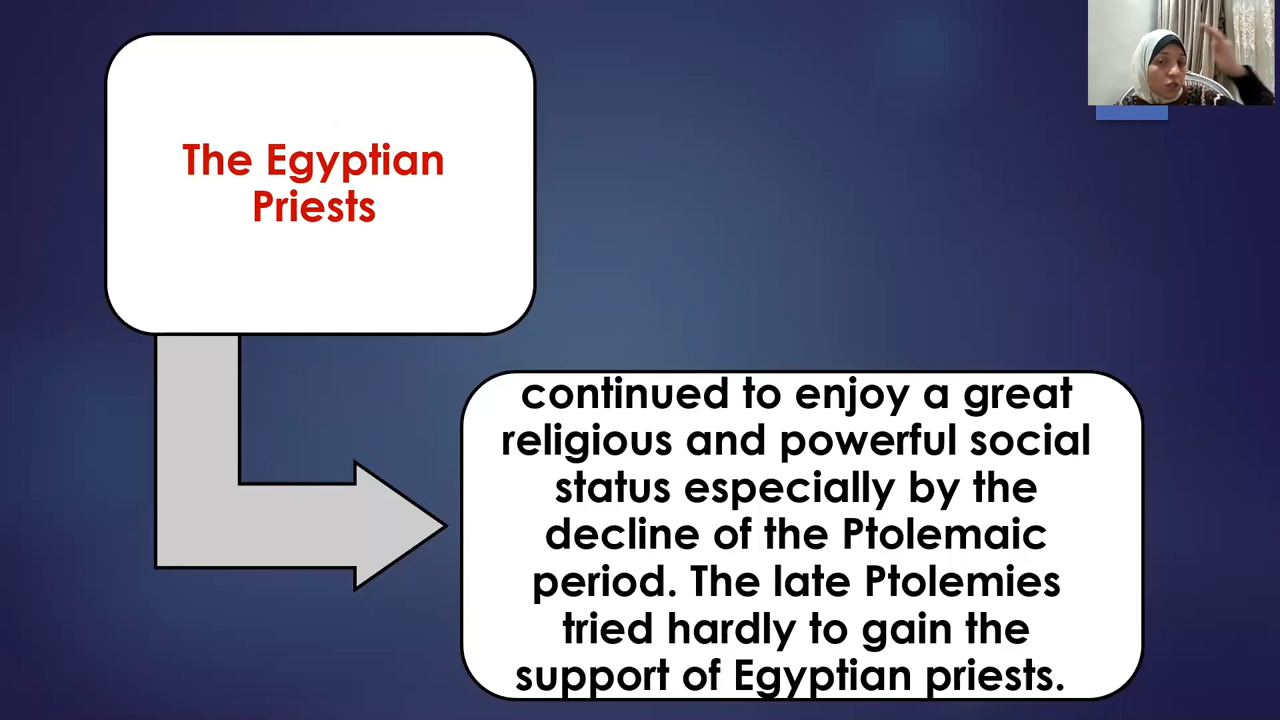 The Egyptian
Priests
continued to enjoy a great
religious and powerful social
status especially by the
decline of the Ptolemaic
period. The late Ptolemies
tried hardly to gain the
support of Egyptian priests.